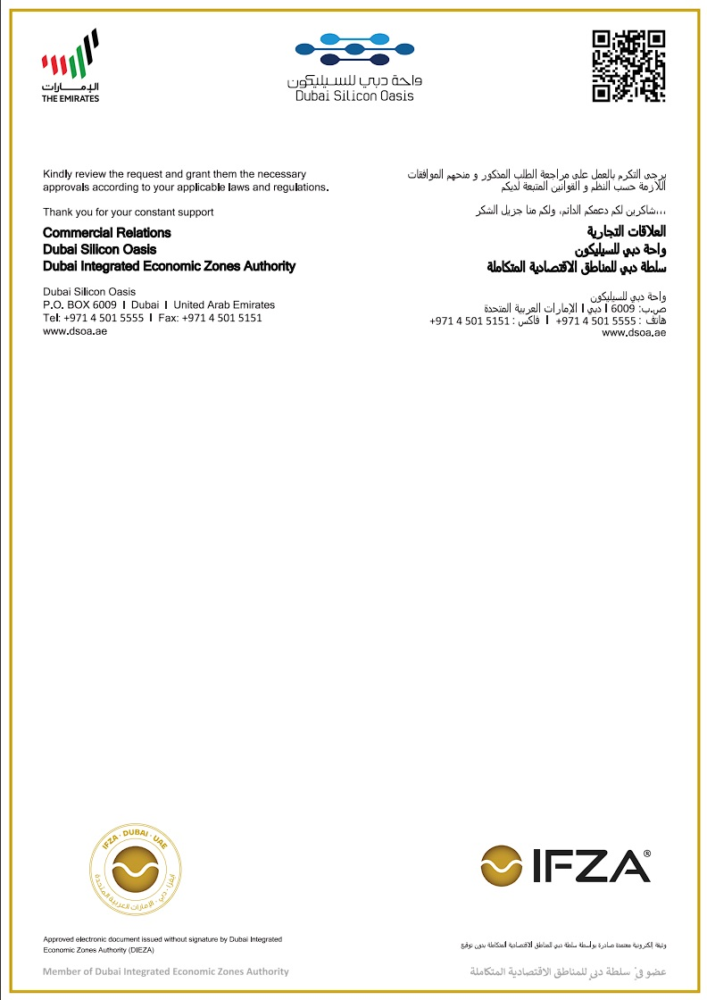 الإمارات
THE EMIRATES
واحة دبي للسيليكون
Dubai Silicon Oasis
Kindly review the request and grant them the necessary
approvals according to your applicable laws and regulations.
Thank you for your constant support
Commercial Relations
Dubai Silicon Oasis
Dubai Integrated Economic Zones Authority
Dubai Silicon Oasis
P.O. BOX 6009 I Dubai I United Arab Emirates
Tel: +971 4 501 5555 I Fax: +971 4 501 5151
www.dsoa.ae
يرجى التكرم بالعمل على مراجعة الطلب المذكور و منحهم الموافقات
اللازمة حسب النظم و القوانين المتبعة لديكم
شاكرين لكم دعمكم الدائم، ولكم منا جزيل الشكر،،،
العلاقات التجارية
واحة دبي للسيليكون
سلطة دبي للمناطق الاقتصادية المتكاملة
واحة دبي للسيليكون
ص.ب: 6009 I دبي I الإمارات العربية المتحدة
هاتف : 5555 501 4 971+ I فاكس : 5151 501 4 971+
www.dsoa.ae
IFZA · DUBAI · UAE
إيفزا · دبي · الإمارات العربية المتحدة
IFZA®
Approved electronic document issued without signature by Dubai Integrated
Economic Zones Authority (DIEZA)
وثيقة إلكترونية معتمدة صادرة بواسطة سلطة دبي للمناطق الاقتصادية المتكاملة بدون توقيع
Member of Dubai Integrated Economic Zones Authority
عضو في سلطة دبي للمناطق الاقتصادية المتكاملة